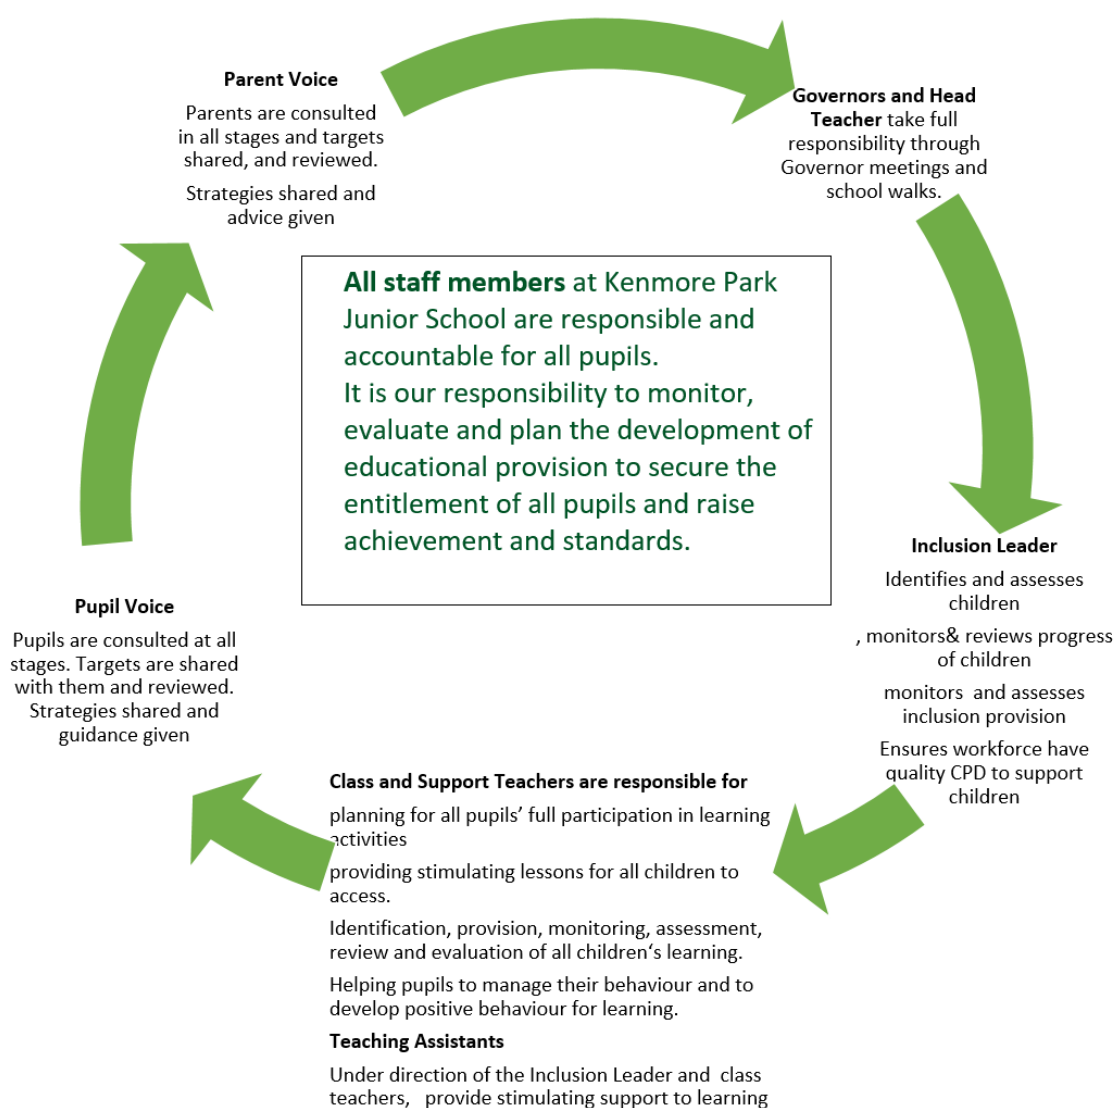 Parent Voice
Parents are consulted
in all stages and targets
shared, and reviewed.
Strategies shared and
advice given
Governors and Head
Teacher take full
responsibility through
Governor meetings and
school walks.
All staff members at Kenmore Park
Junior School are responsible and
accountable for all pupils.
It is our responsibility to monitor,
evaluate and plan the development of
educational provision to secure the
entitlement of all pupils and raise
achievement and standards.
Inclusion Leader
Identifies and assesses
children
, monitors& reviews progress
of children
monitors  and assesses
inclusion provision
Ensures workforce have
quality CPD to support
children
Pupil Voice
Pupils are consulted at all
stages. Targets are shared
with them and reviewed.
Strategies shared and
guidance given
Class and Support Teachers are responsible for
planning for all pupils’ full participation in learning
activities
providing stimulating lessons for all children to
access.
Identification, provision, monitoring, assessment,
review and evaluation of all children‘s learning.
Helping pupils to manage their behaviour and to
develop positive behaviour for learning.
Teaching Assistants
Under direction of the Inclusion Leader and  class
teachers,   provide stimulating support to learning